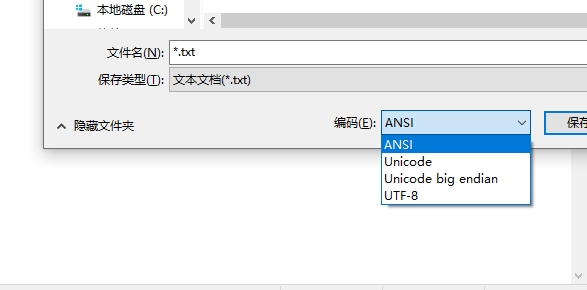 本地磁盘 (C:)
文件名(N): *.txt
保存类型(T): 文本文档(*.txt)
隐藏文件夹
编码(E): ANSI
保存
ANSI
Unicode
Unicode big endian
UTF-8